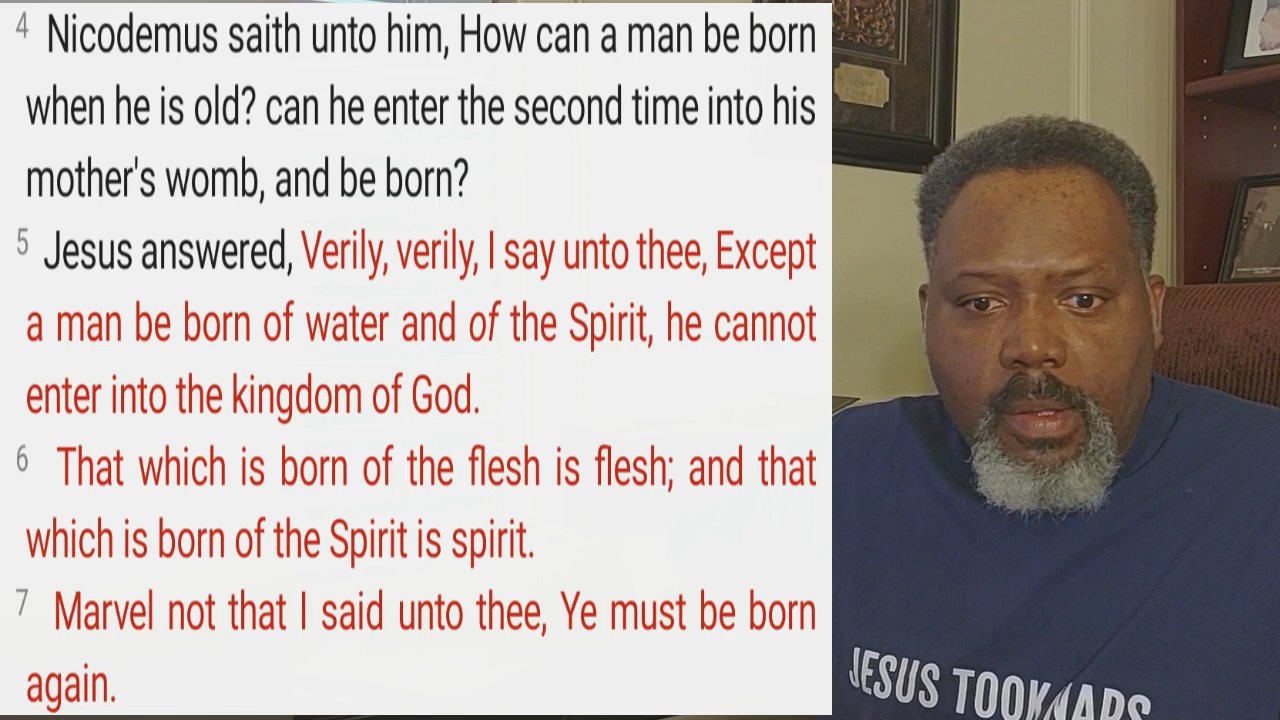 4 Nicodemus saith unto him, How can a man be born
when he is old? can he enter the second time into his
mother's womb, and be born?
5 Jesus answered, Verily, verily, I say unto thee, Except
a man be born of water and of the Spirit, he cannot
enter into the kingdom of God.
6 That which is born of the flesh is flesh; and that
which is born of the Spirit is spirit.
7 Marvel not that I said unto thee, Ye must be born
again.
JESUS TOOK NAPS